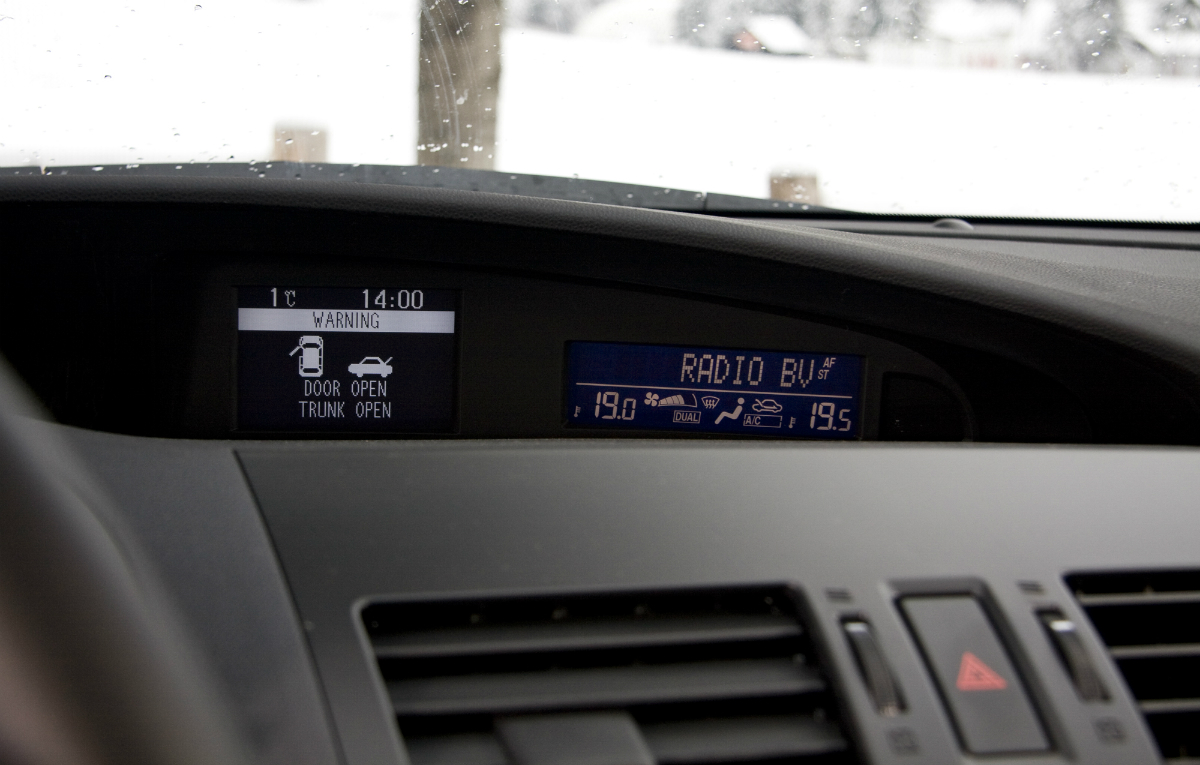 1℃ 14:00
WARNING
DOOR OPEN
TRUNK OPEN
RADIO BV AF ST
19.0 DUAL A/C 19.5